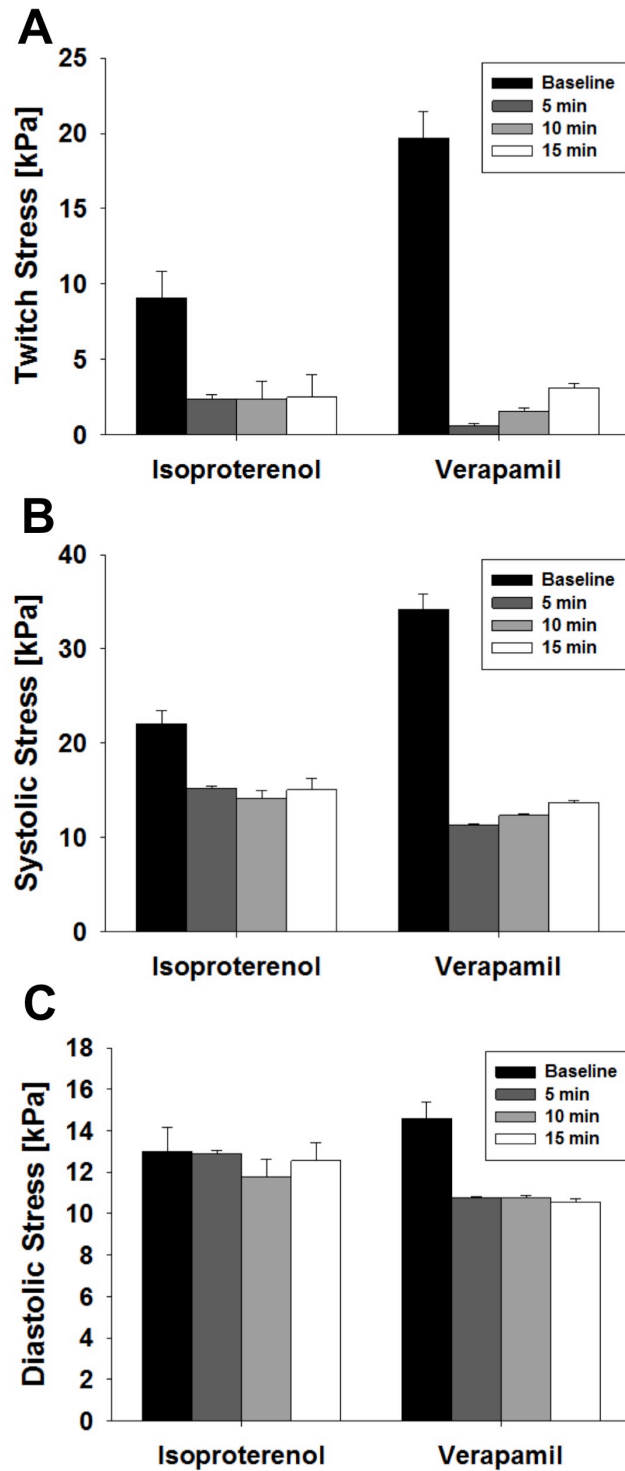 A
Twitch Stress [kPa]
25
20
15
10
5
0
Baseline
5 min
10 min
15 min
Isoproterenol
Verapamil
B
Systolic Stress [kPa]
40
30
20
10
0
Baseline
5 min
10 min
15 min
Isoproterenol
Verapamil
C
Diastolic Stress [kPa]
18
16
14
12
10
8
6
4
2
0
Baseline
5 min
10 min
15 min
Isoproterenol
Verapamil